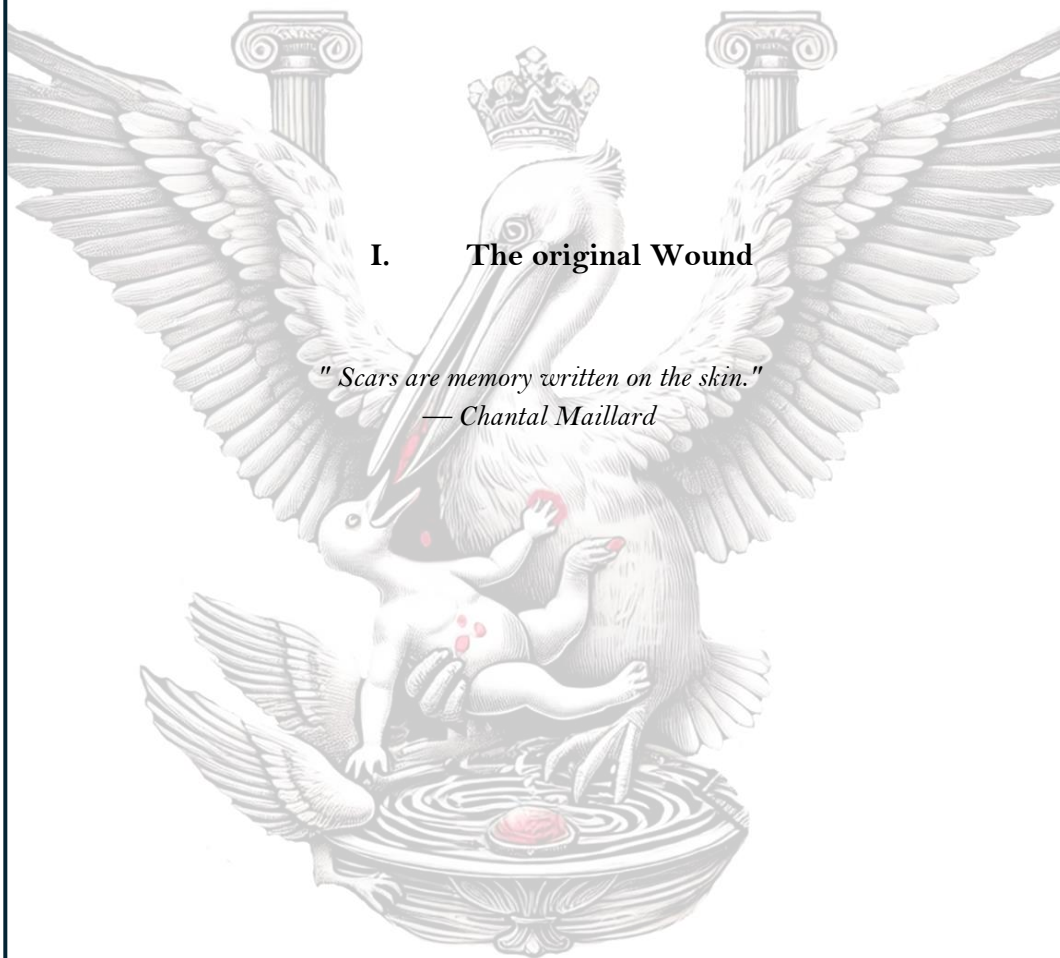 I. The original Wound
" Scars are memory written on the skin."
— Chantal Maillard